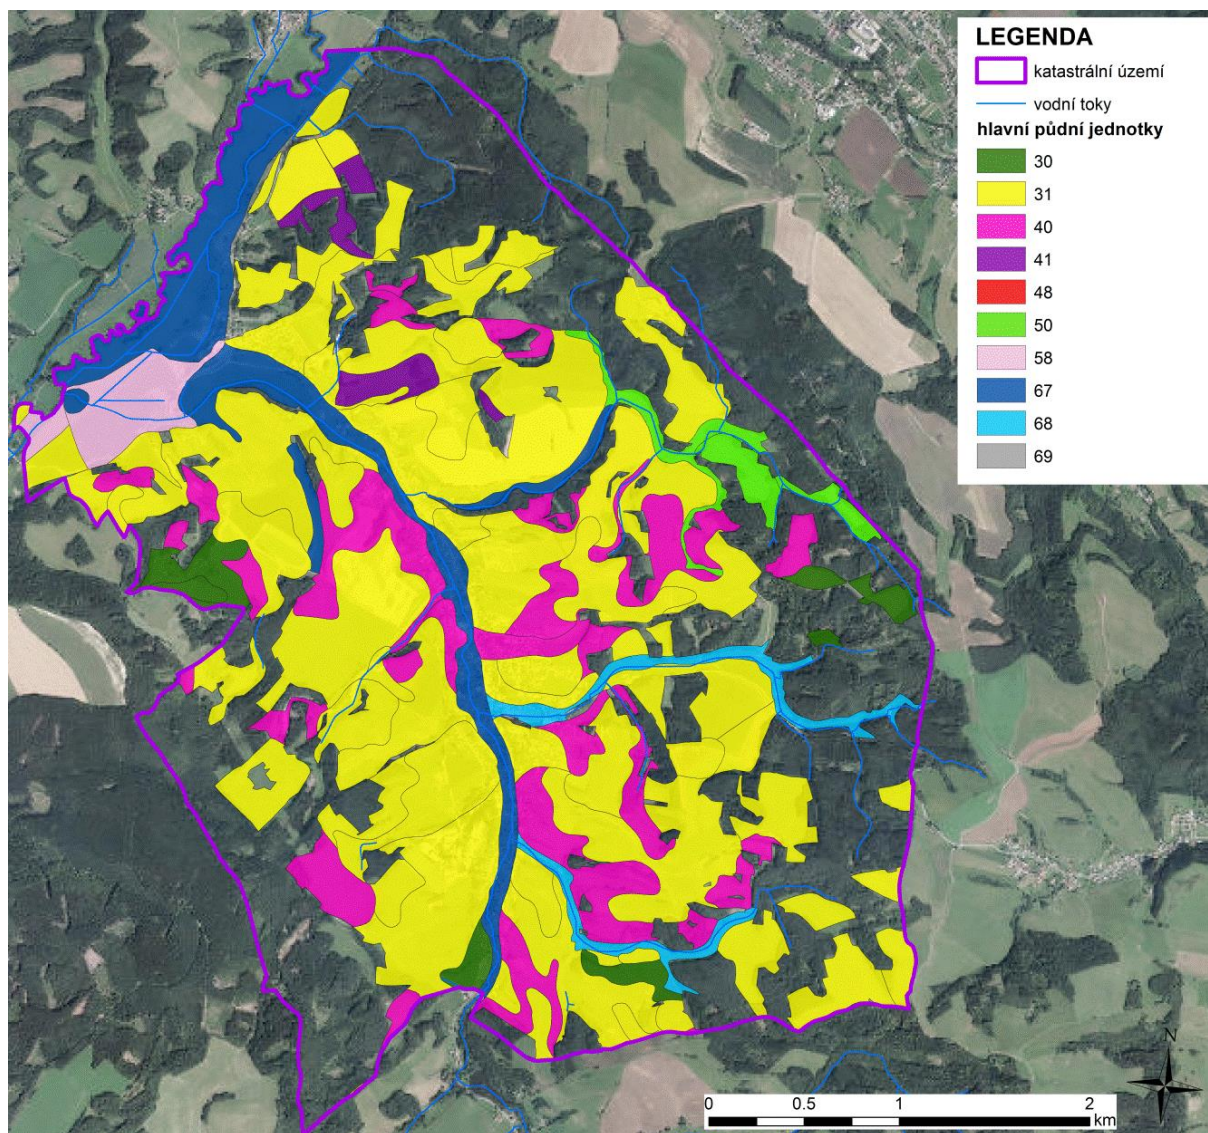 LEGENDA
katastrální území
vodní toky
hlavní půdní jednotky
30
31
40
41
48
50
58
67
68
69
N
0 0.5 1 2
km